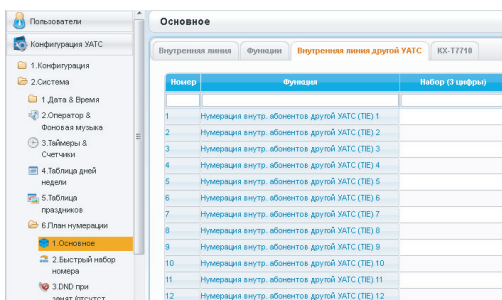 Пользователи
Конфигурация УАТС
1.Конфигурация
2.Система
1.Дата & Время
2.Оператор &
Фоновая музыка
3.Таймеры &
Счетчики
4.Таблица дней
недели
5.Таблица
праздников
6.План нумерации
1.Основное
2.Быстрый набор
номера
3.DND при
занят./отсутст.
Основное
Внутренняя линия
Функции
Внутренняя линия другой УАТС
KX-T7710
Номер Функция Набор (3 цифры)
1 Нумерация внутр. абонентов другой УАТС (TIE) 1
2 Нумерация внутр. абонентов другой УАТС (TIE) 2
3 Нумерация внутр. абонентов другой УАТС (TIE) 3
4 Нумерация внутр. абонентов другой УАТС (TIE) 4
5 Нумерация внутр. абонентов другой УАТС (TIE) 5
6 Нумерация внутр. абонентов другой УАТС (TIE) 6
7 Нумерация внутр. абонентов другой УАТС (TIE) 7
8 Нумерация внутр. абонентов другой УАТС (TIE) 8
9 Нумерация внутр. абонентов другой УАТС (TIE) 9
10 Нумерация внутр. абонентов другой УАТС (TIE) 10
11 Нумерация внутр. абонентов другой УАТС (TIE) 11
12 Нумерация внутр. абонентов другой УАТС (TIE) 12